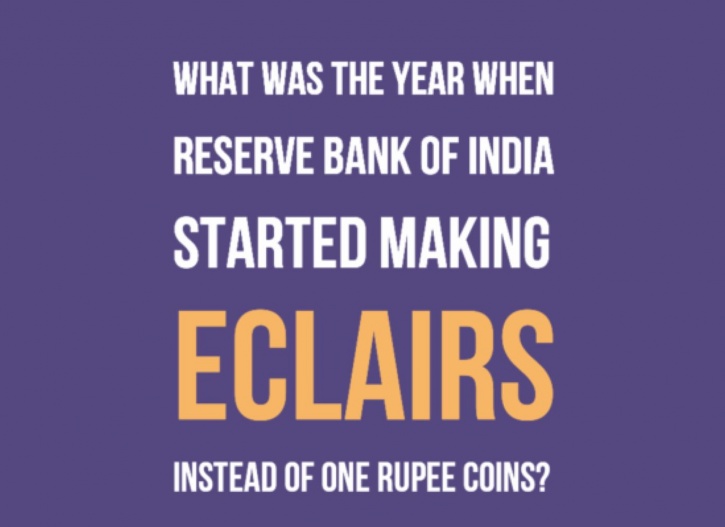 WHAT WAS THE YEAR WHEN
RESERVE BANK OF INDIA
STARTED MAKING
ECLAIRS
INSTEAD OF ONE RUPEE COINS?